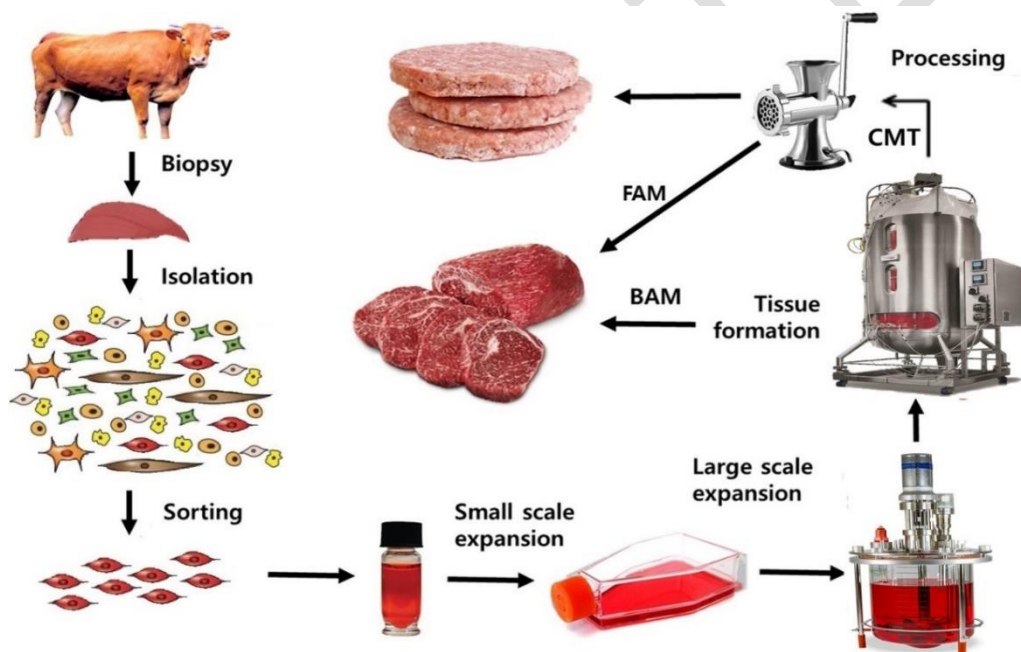 Biopsy
Isolation
Sorting
Small scale
expansion
Large scale
expansion
Tissue
formation
BAM
FAM
CMT
Processing